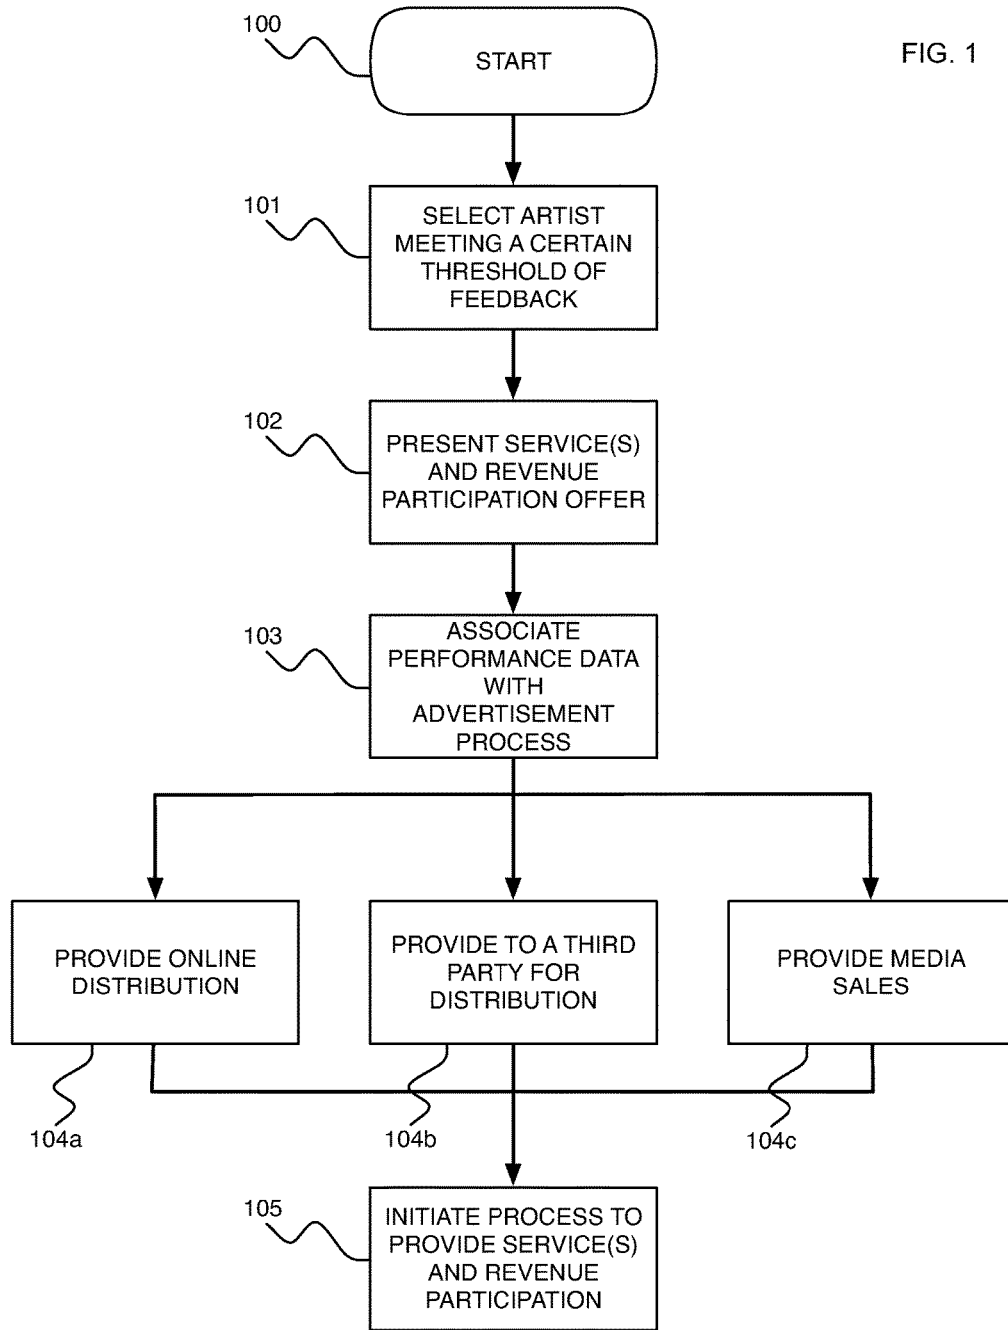 100
START
FIG. 1
101
SELECT ARTIST
MEETING A CERTAIN
THRESHOLD OF
FEEDBACK
102
PRESENT SERVICE(S)
AND REVENUE
PARTICIPATION OFFER
103
ASSOCIATE
PERFORMANCE DATA
WITH
ADVERTISEMENT
PROCESS
PROVIDE ONLINE
DISTRIBUTION
PROVIDE TO A THIRD
PARTY FOR
DISTRIBUTION
PROVIDE MEDIA
SALES
104a
104b
104c
105
INITIATE PROCESS TO
PROVIDE SERVICE(S)
AND REVENUE
PARTICIPATION